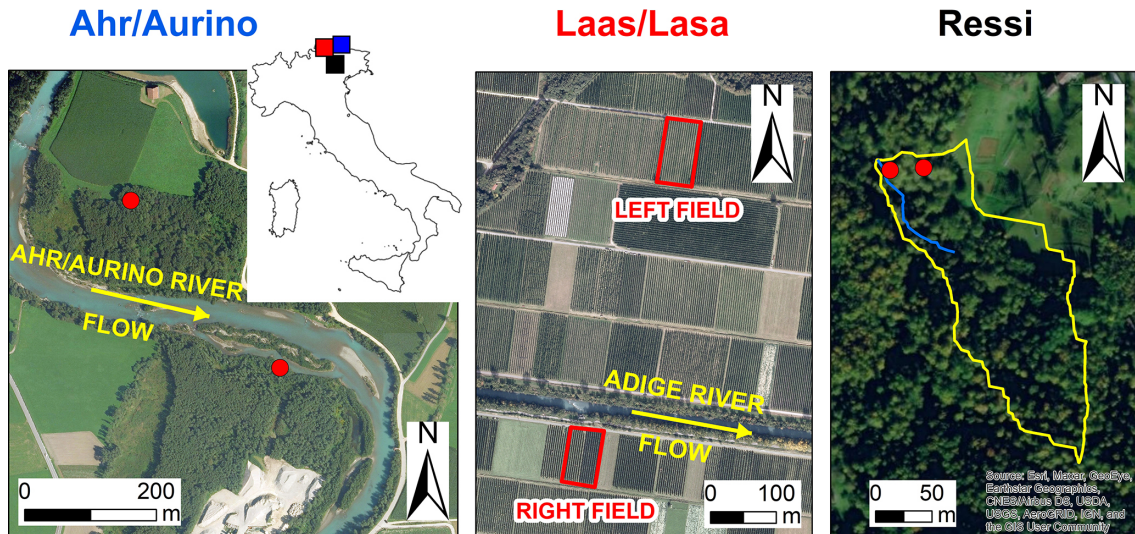 Ahr/Aurino
Laas/Lasa
Ressi
AHR/AURINO RIVER
FLOW
N
0 200
m
N
LEFT FIELD
ADIGE RIVER
FLOW
RIGHT FIELD
0 100
m
N
0 50
m
Source: Esri, Maxar, GeoEye,
Earthstar Geographics,
CNES/Airbus DS, USDA,
USGS, AeroGRID, IGN, and
the GIS User Community